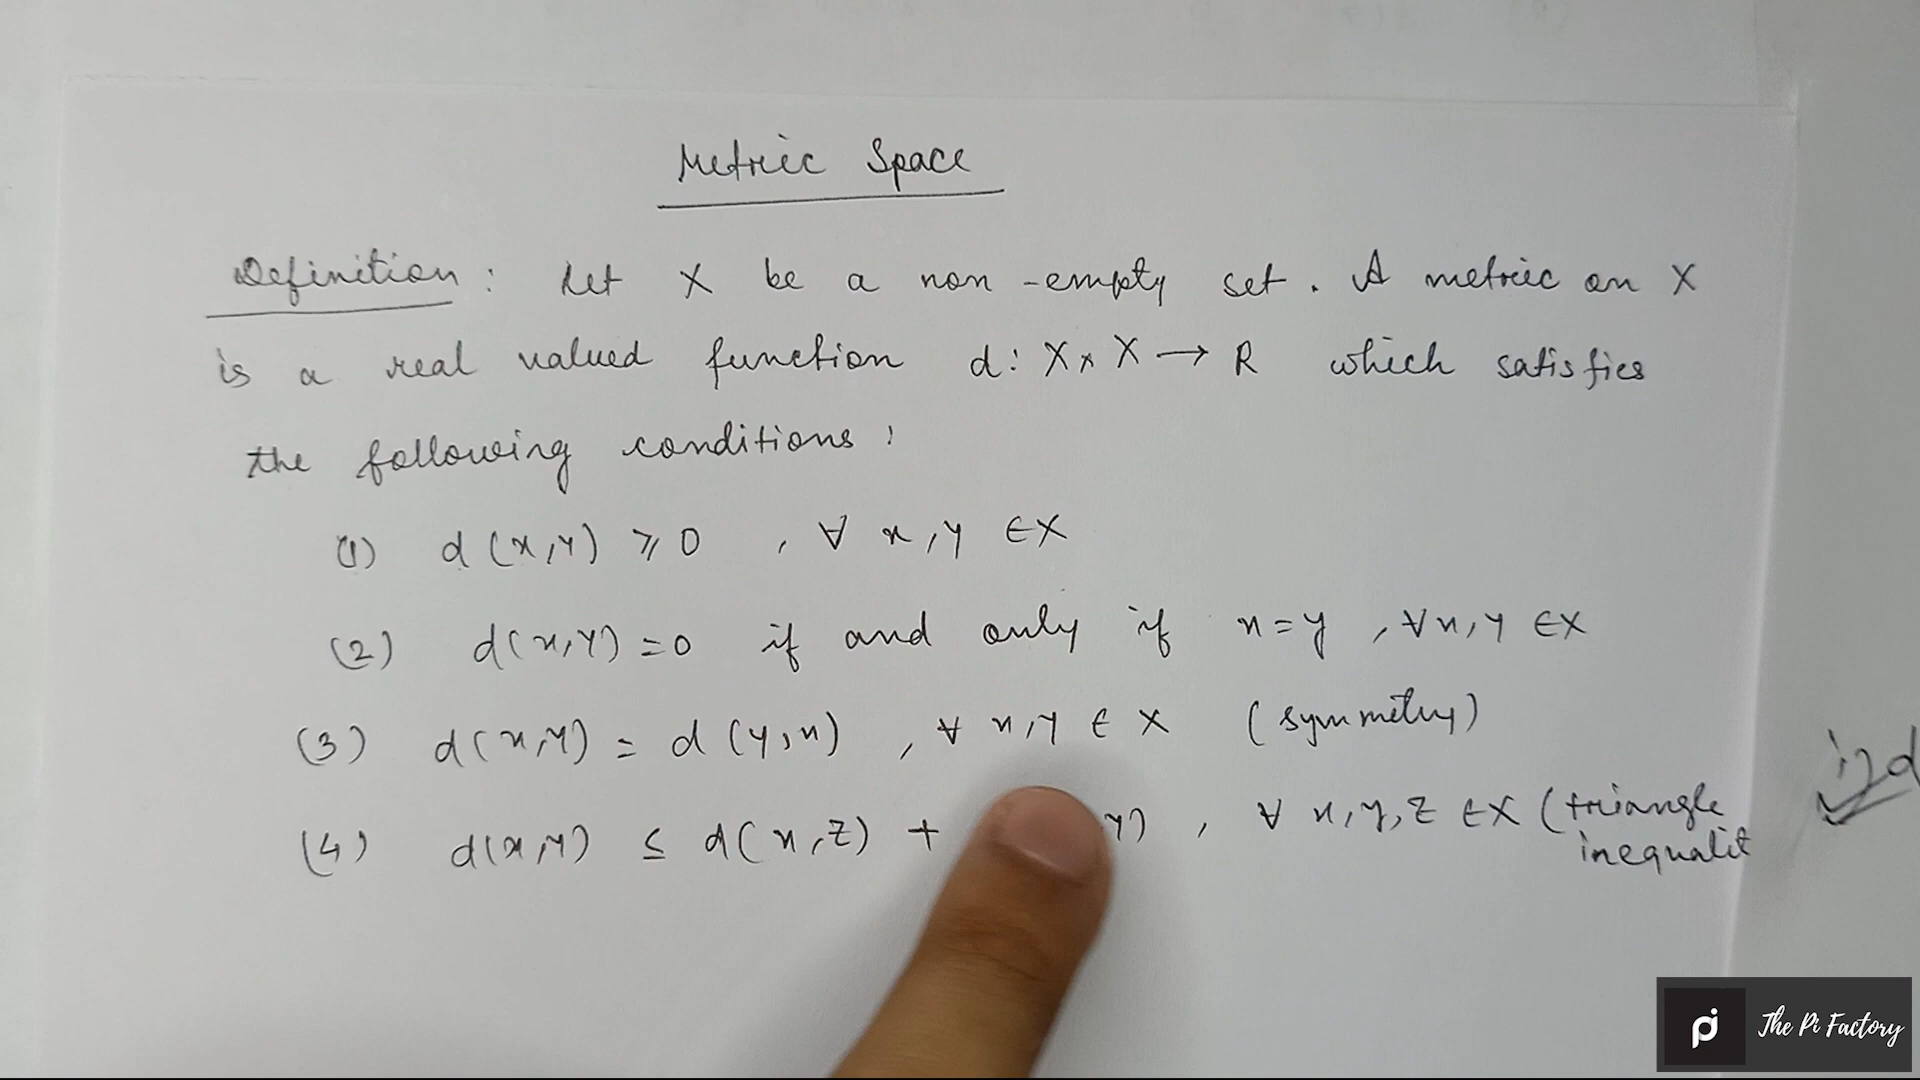 Metric Space
Definition : Let X be a non-empty set. A metric on X
is a real valued function d: X x X → R which satisfies
the following conditions :
(1) d(x,y) ≥ 0 , ∀ x,y ∈ X
(2) d(x,y) = 0 if and only if x = y , ∀ x,y ∈ X
(3) d(x,y) = d(y,x) , ∀ x,y ∈ X (symmetry)
(4) d(x,y) ≤ d(x,z) + y) , ∀ x,y,z ∈ X (triangle
inequalit
The Pi Factory